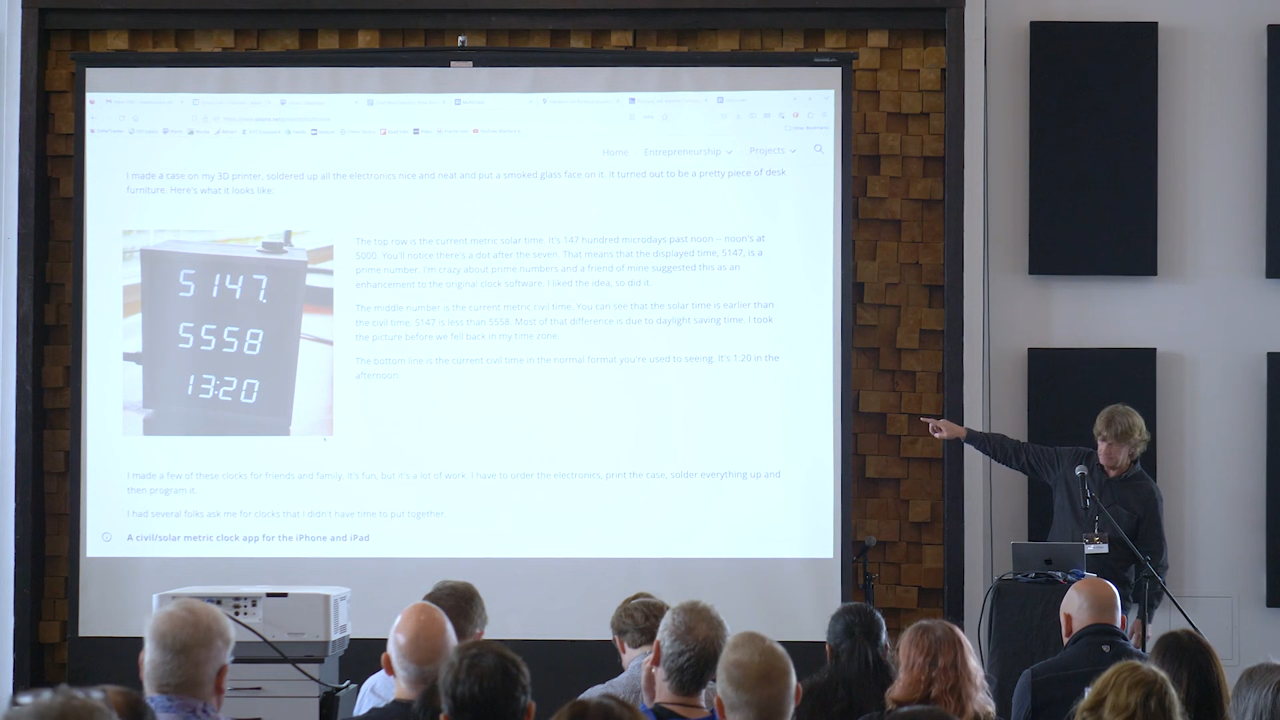 Home Entrepreneurship Projects
I made a case on my 3D printer, soldered up all the electronics nice and neat and put a smoked glass face on it. It turned out to be a pretty piece of desk
furniture. Here's what it looks like:
5147.
5558
13:20
The top row is the current metric solar time. It's 147 hundred microdays past noon -- noon's at
5000. You'll notice there's a dot after the seven. That means that the displayed time, 5147, is a
prime number. I'm crazy about prime numbers and a friend of mine suggested this as an
enhancement to the original clock software. I liked the idea, so did it.
The middle number is the current metric civil time. You can see that the solar time is earlier than
the civil time. 5147 is less than 5558. Most of that difference is due to daylight saving time. I took
the picture before we fell back in my time zone.
The bottom line is the current civil time in the normal format you're used to seeing. It's 1:20 in the
afternoon.
I made a few of these clocks for friends and family. It's fun, but it's a lot of work. I have to order the electronics, print the case, solder everything up and
then program it.
I had several folks ask me for clocks that I didn't have time to put together.
A civil/solar metric clock app for the iPhone and iPad